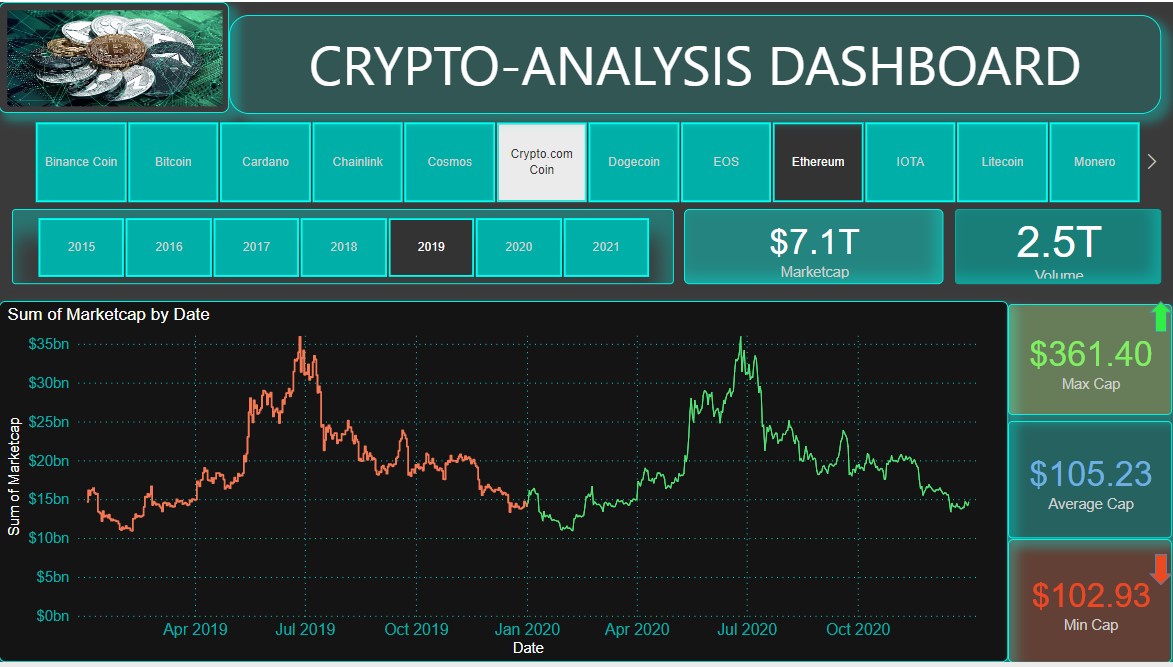 CRYPTO-ANALYSIS DASHBOARD
Binance Coin
Bitcoin
Cardano
Chainlink
Cosmos
Crypto.com
Coin
Dogecoin
EOS
Ethereum
IOTA
Litecoin
Monero
2015
2016
2017
2018
2019
2020
2021
$7.1T
Marketcap
2.5T
Volume
Sum of Marketcap by Date
Sum of Marketcap
$35bn
$30bn
$25bn
$20bn
$15bn
$10bn
$5bn
$0bn
Apr 2019
Jul 2019
Oct 2019
Jan 2020
Apr 2020
Jul 2020
Oct 2020
Date
$361.40
Max Cap
$105.23
Average Cap
$102.93
Min Cap